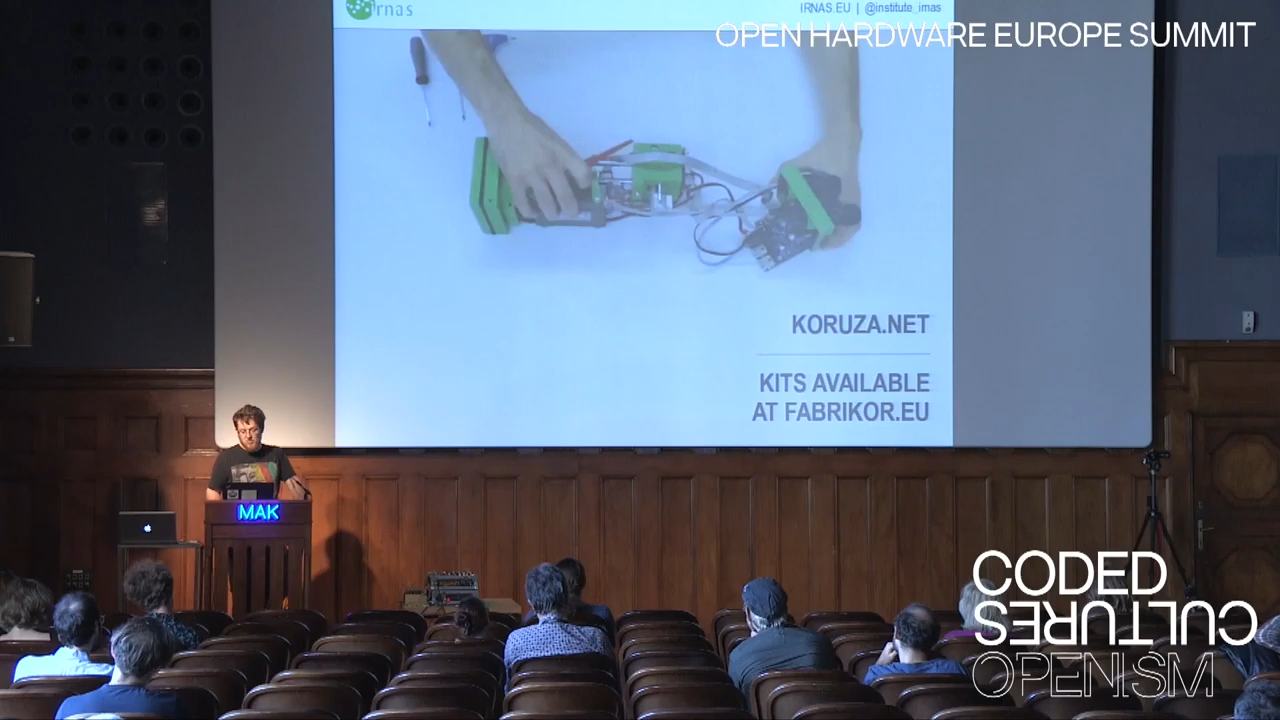 irnas
IRNAS.EU | @institute_irnas
OPEN HARDWARE EUROPE SUMMIT
KORUZA.NET
KITS AVAILABLE
AT FABRIKOR.EU
MAK
CODED
CULTURES
OPENISM